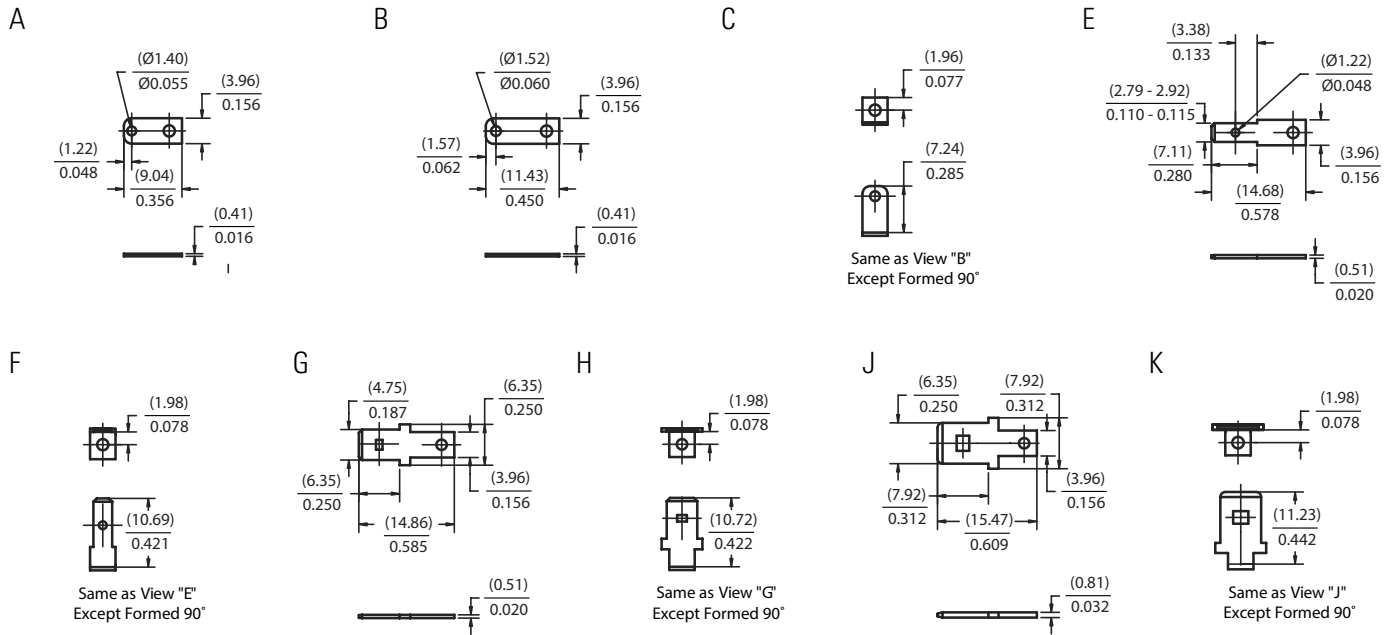 A
(Ø1.40)
Ø0.055
(3.96)
0.156
(1.22)
0.048
(9.04)
0.356
(0.41)
0.016
B
(Ø1.52)
Ø0.060
(3.96)
0.156
(1.57)
0.062
(11.43)
0.450
(0.41)
0.016
C
(1.96)
0.077
(7.24)
0.285
Same as View "B"
Except Formed 90˚
E
(3.38)
0.133
(Ø1.22)
Ø0.048
(2.79 - 2.92)
0.110 - 0.115
(7.11)
0.280
(3.96)
0.156
(14.68)
0.578
(0.51)
0.020
F
(1.98)
0.078
(10.69)
0.421
Same as View "E"
Except Formed 90˚
G
(4.75)
0.187
(6.35)
0.250
(6.35)
0.250
(3.96)
0.156
(14.86)
0.585
(0.51)
0.020
H
(1.98)
0.078
(10.72)
0.422
Same as View "G"
Except Formed 90˚
J
(6.35)
0.250
(7.92)
0.312
(7.92)
0.312
(3.96)
0.156
(15.47)
0.609
(0.81)
0.032
K
(1.98)
0.078
(11.23)
0.442
Same as View "J"
Except Formed 90˚